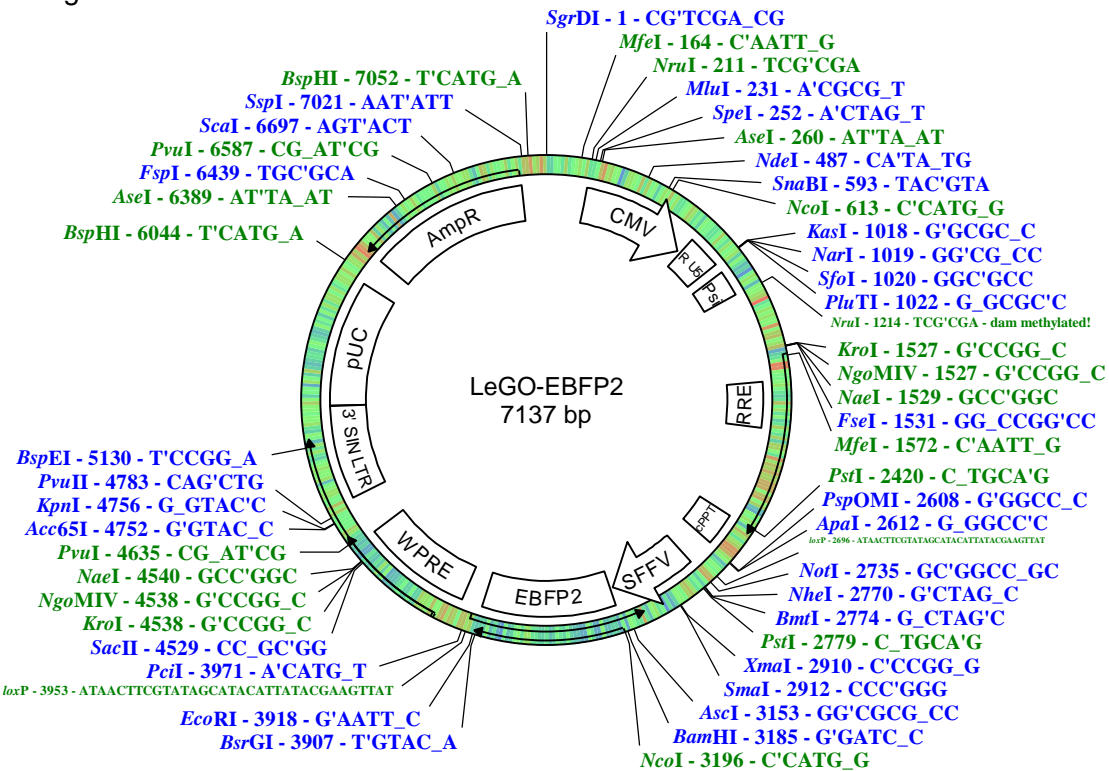 SgrDI - 1 - CG'TCGA_CG
MfeI - 164 - C'AATT_G
NruI - 211 - TCG'CGA
MluI - 231 - A'CGCG_T
SpeI - 252 - A'CTAG_T
AseI - 260 - AT'TA_AT
NdeI - 487 - CA'TA_TG
SnaBI - 593 - TAC'GTA
NcoI - 613 - C'CATG_G
KasI - 1018 - G'GCGC_C
NarI - 1019 - GG'CG_CC
SfoI - 1020 - GGC'GCC
PluTI - 1022 - G_GCGC'C
NruI - 1214 - TCG'CGA - dam methylated!
KroI - 1527 - G'CCGG_C
NgoMIV - 1527 - G'CCGG_C
NaeI - 1529 - GCC'GGC
FseI - 1531 - GG_CCGG'CC
MfeI - 1572 - C'AATT_G
PstI - 2420 - C_TGCA'G
PspOMI - 2608 - G'GGCC_C
ApaI - 2612 - G_GGCC'C
loxP - 2696 - ATAACTTCGTATAGCATACATTATACGAAGTTAT
NotI - 2735 - GC'GGCC_GC
NheI - 2770 - G'CTAG_C
BmtI - 2774 - G_CTAG'C
PstI - 2779 - C_TGCA'G
XmaI - 2910 - C'CCGG_G
SmaI - 2912 - CCC'GGG
AscI - 3153 - GG'CGCG_CC
BamHI - 3185 - G'GATC_C
NcoI - 3196 - C'CATG_G
BspHI - 7052 - T'CATG_A
SspI - 7021 - AAT'ATT
ScaI - 6697 - AGT'ACT
PvuI - 6587 - CG_AT'CG
FspI - 6439 - TGC'GCA
AseI - 6389 - AT'TA_AT
BspHI - 6044 - T'CATG_A
BspEI - 5130 - T'CCGG_A
PvuII - 4783 - CAG'CTG
KpnI - 4756 - G_GTAC'C
Acc65I - 4752 - G'GTAC_C
PvuI - 4635 - CG_AT'CG
NaeI - 4540 - GCC'GGC
NgoMIV - 4538 - G'CCGG_C
KroI - 4538 - G'CCGG_C
SacII - 4529 - CC_GC'GG
PciI - 3971 - A'CATG_T
loxP - 3953 - ATAACTTCGTATAGCATACATTATACGAAGTTAT
EcoRI - 3918 - G'AATT_C
BsrGI - 3907 - T'GTAC_A
CMV
R U5
Psi
RRE
cPPT
SFFV
EBFP2
WPRE
3' SIN LTR
pUC
AmpR
LeGO-EBFP2
7137 bp